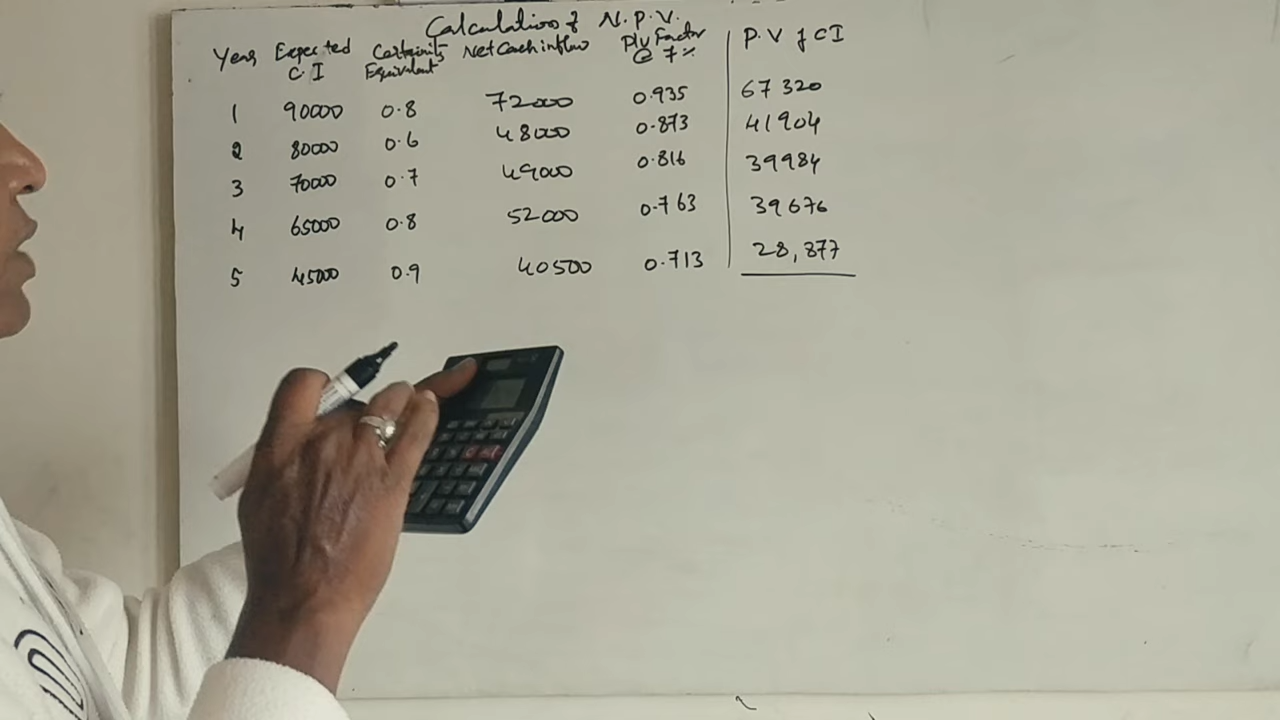 Calculation of N.P.V.
Year Expected C.I Certainity Equivalent Net Cash inflow P/v Factor @ 7% P.V of CI
1 90000 0.8 72000 0.935 67320
2 80000 0.6 48000 0.873 41904
3 70000 0.7 49000 0.816 39984
4 65000 0.8 52000 0.763 39676
5 45000 0.9 40500 0.713 28,877